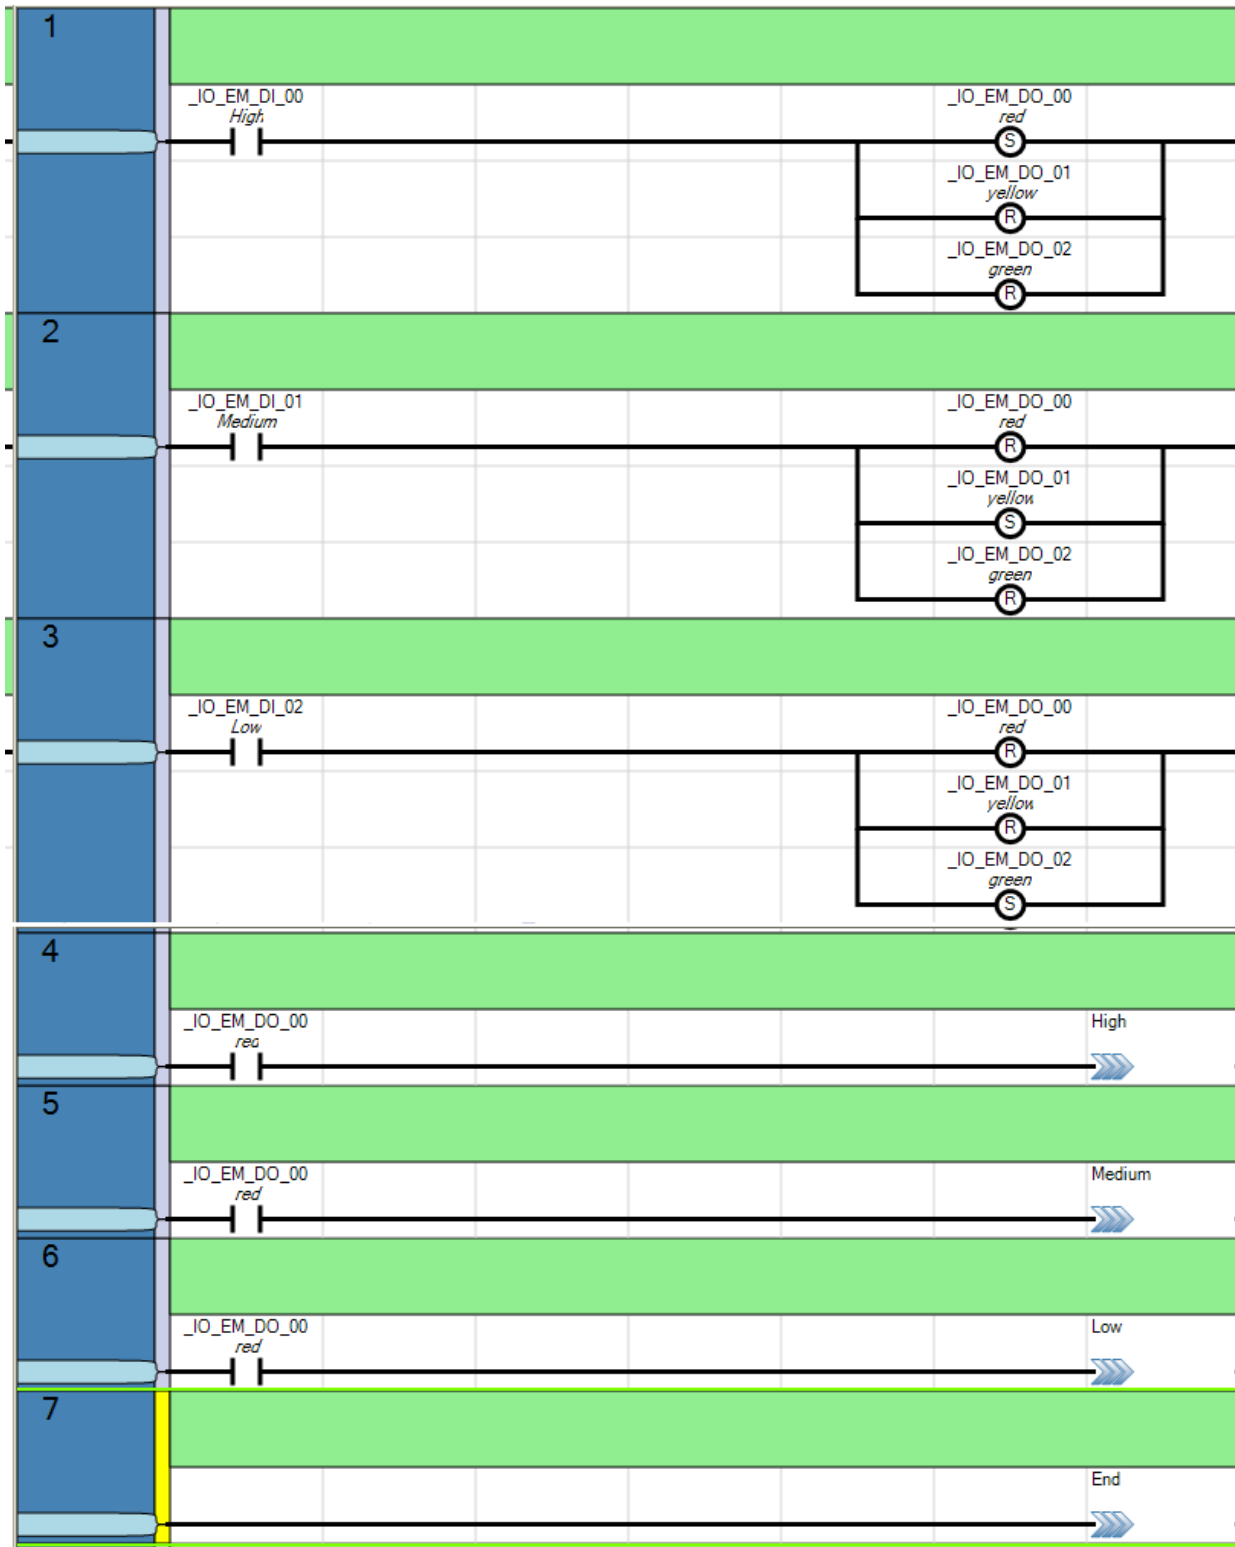 1
_IO_EM_DI_00
High
_IO_EM_DO_00
red
S
_IO_EM_DO_01
yellow
R
_IO_EM_DO_02
green
R
2
_IO_EM_DI_01
Medium
_IO_EM_DO_00
red
R
_IO_EM_DO_01
yellow
S
_IO_EM_DO_02
green
R
3
_IO_EM_DI_02
Low
_IO_EM_DO_00
red
R
_IO_EM_DO_01
yellow
R
_IO_EM_DO_02
green
S
4
_IO_EM_DO_00
red
High
5
_IO_EM_DO_00
red
Medium
6
_IO_EM_DO_00
red
Low
7
End